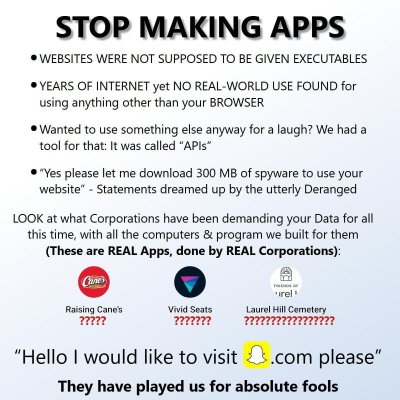 STOP MAKING APPS
• WEBSITES WERE NOT SUPPOSED TO BE GIVEN EXECUTABLES
• YEARS OF INTERNET yet NO REAL-WORLD USE FOUND for
using anything other than your BROWSER
• Wanted to use something else anyway for a laugh? We had a
tool for that: It was called “APIs”
• “Yes please let me download 300 MB of spyware to use your
website” - Statements dreamed up by the utterly Deranged
LOOK at what Corporations have been demanding your Data for all
this time, with all the computers & program we built for them
(These are REAL Apps, done by REAL Corporations):
Cane's
FRIENDS OF
Raising Cane's
Vivid Seats
Laurel Hill Cemetery
?????
???????
?????????????????
“Hello I would like to visit .com please”
They have played us for absolute fools